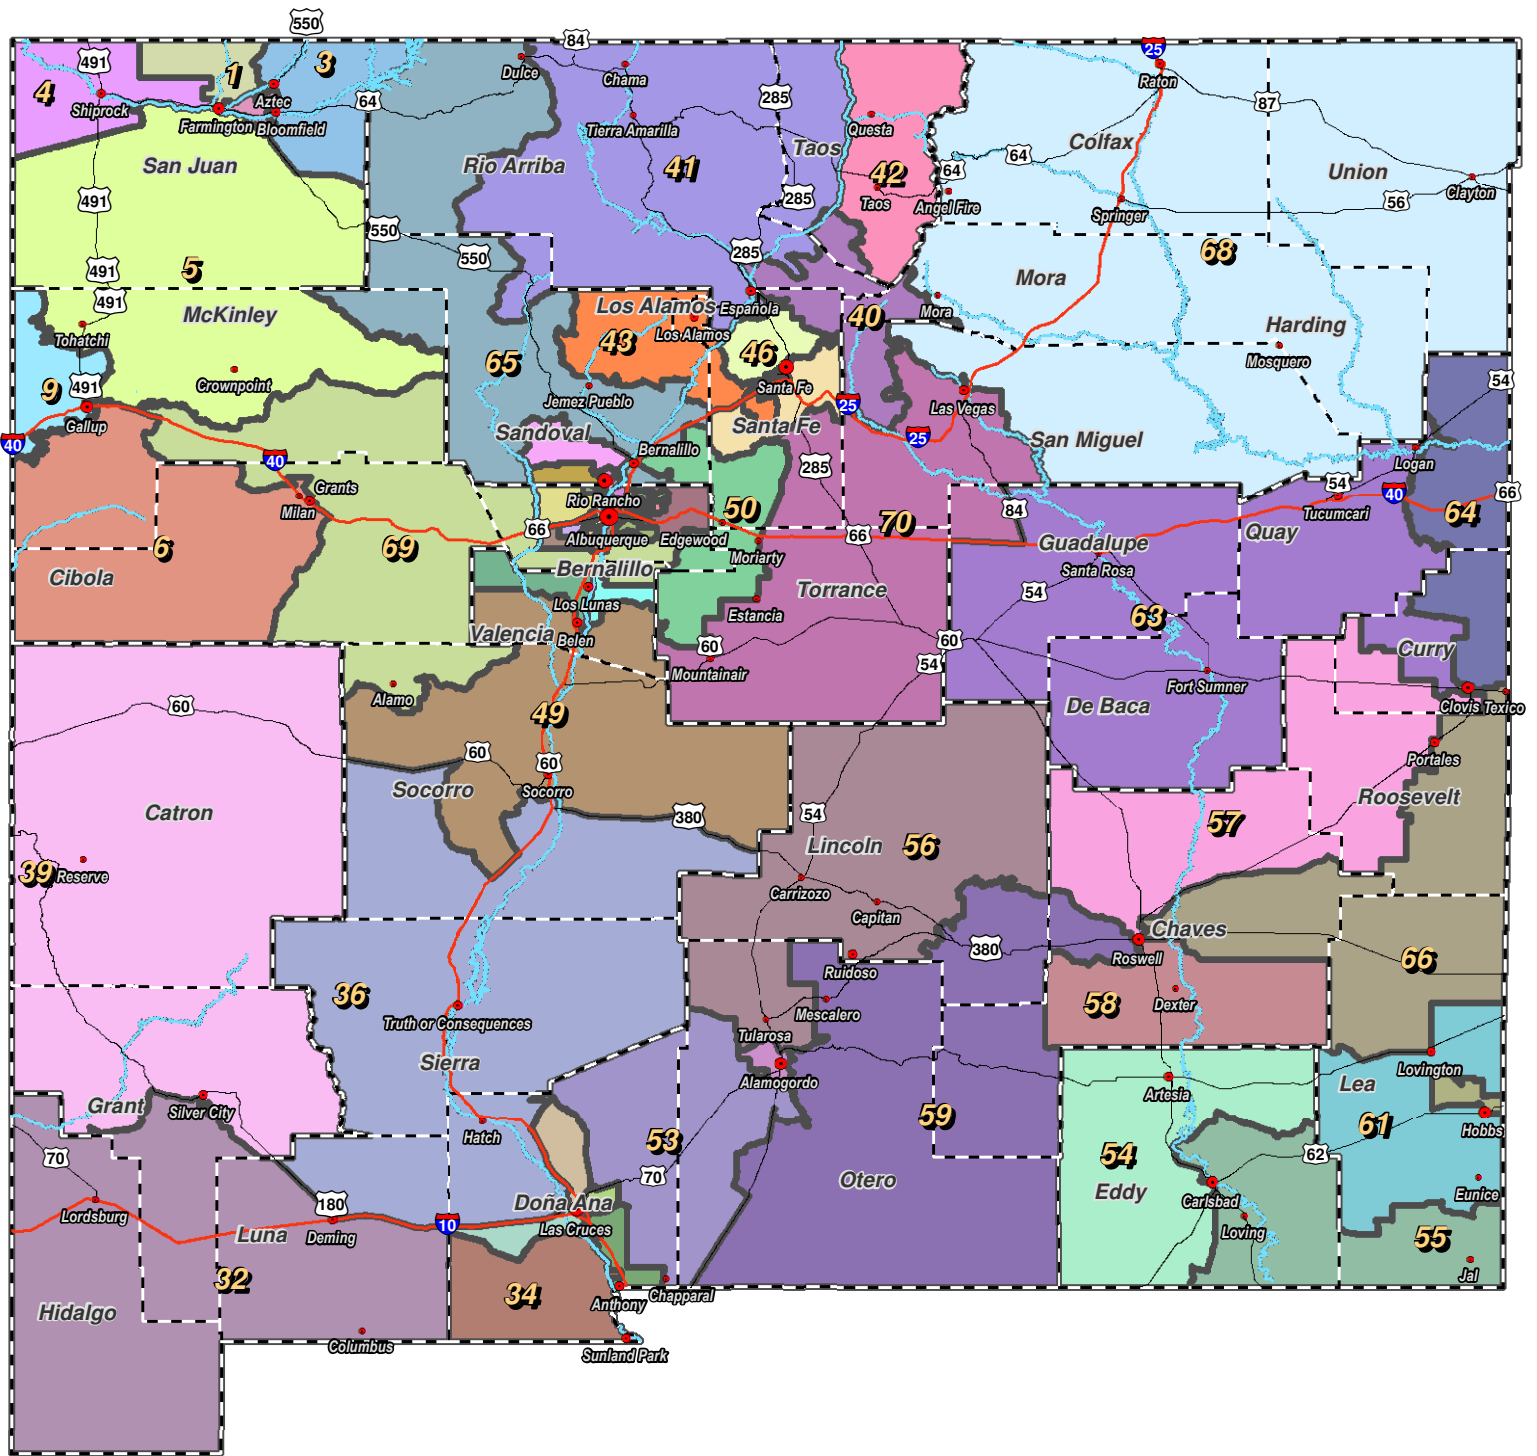 550
84
25
491
4
1
3
Dulce
Chama
Raton
Shiprock
Aztec
64
285
87
Farmington
Bloomfield
Tierra Amarilla
Questa
San Juan
Rio Arriba
41
Taos
42
Colfax
64
64
Union
Clayton
491
285
Taos
Angel Fire
Springer
56
550
550
285
68
491
5
Mora
491
McKinley
Los Alamos
Española
40
Mora
Harding
Tohatchi
43
Los Alamos
46
Mosquero
65
9
491
Crownpoint
Santa Fe
54
Jemez Pueblo
25
Las Vegas
Gallup
40
Sandoval
Santa Fe
25
San Miguel
Bernalillo
40
285
Logan
Grants
Rio Rancho
54
40
66
Milan
50
84
Tucumcari
64
66
70
Albuquerque
Edgewood
66
Quay
6
69
Moriarty
Guadalupe
Cibola
Bernalillo
Santa Rosa
Torrance
54
Los Lunas
Estancia
63
Valencia
Belen
60
60
Curry
Mountainair
54
Fort Sumner
Alamo
Clovis
Texico
60
49
De Baca
Portales
60
60
Socorro
Socorro
Roosevelt
Catron
380
54
57
Lincoln
56
39
Reserve
Carrizozo
Capitan
Chaves
380
Roswell
66
Ruidoso
36
58
Dexter
Mescalero
Truth or Consequences
Tularosa
Sierra
Alamogordo
Lovington
Lea
Artesia
Grant
Silver City
59
61
Hatch
53
Hobbs
70
54
62
70
Otero
Eddy
Eunice
180
Doña Ana
Carlsbad
Lordsburg
10
Las Cruces
Loving
Luna
Deming
55
32
Jal
34
Anthony
Chapparal
Hidalgo
Columbus
Sunland Park